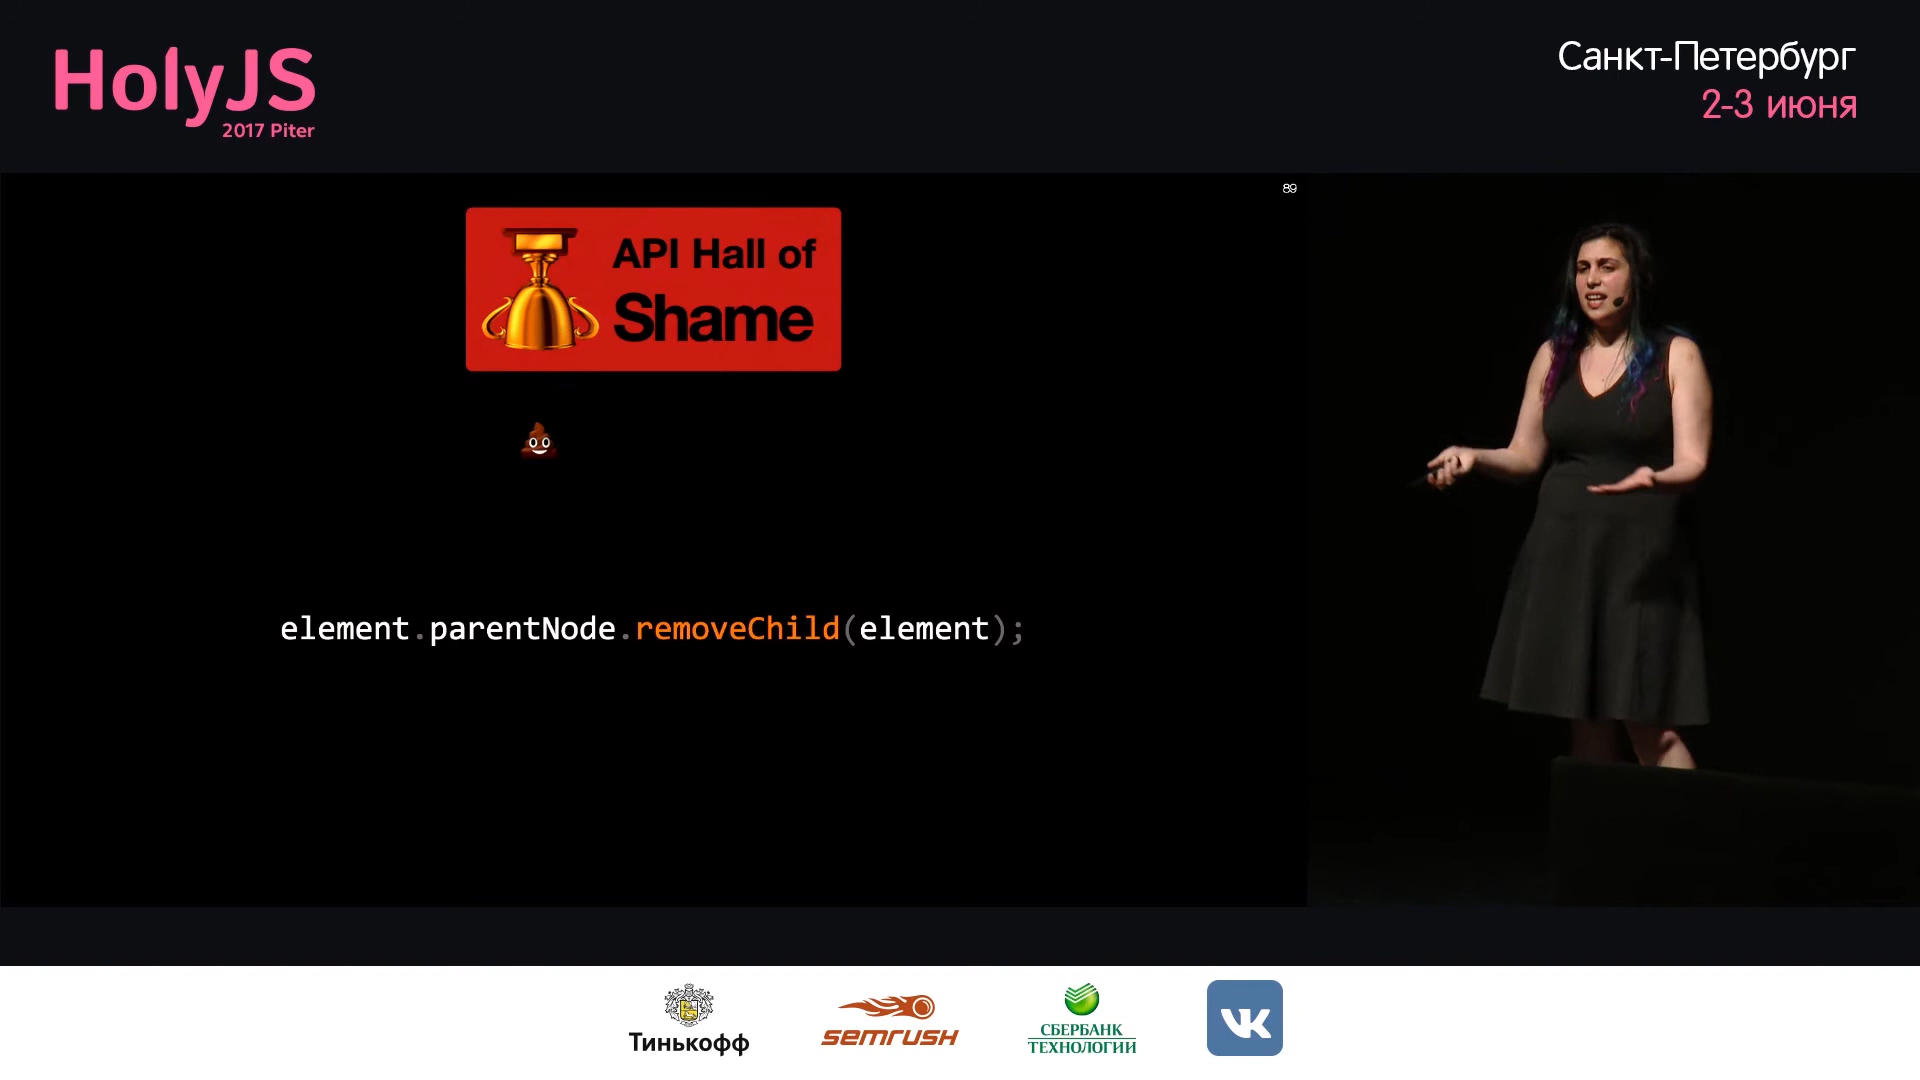 HolyJS
2017 Piter
Санкт-Петербург
2-3 июня
89
API Hall of
Shame
element.parentNode.removeChild(element);
Тинькофф
semrush
СБЕРБАНК
ТЕХНОЛОГИИ
VK